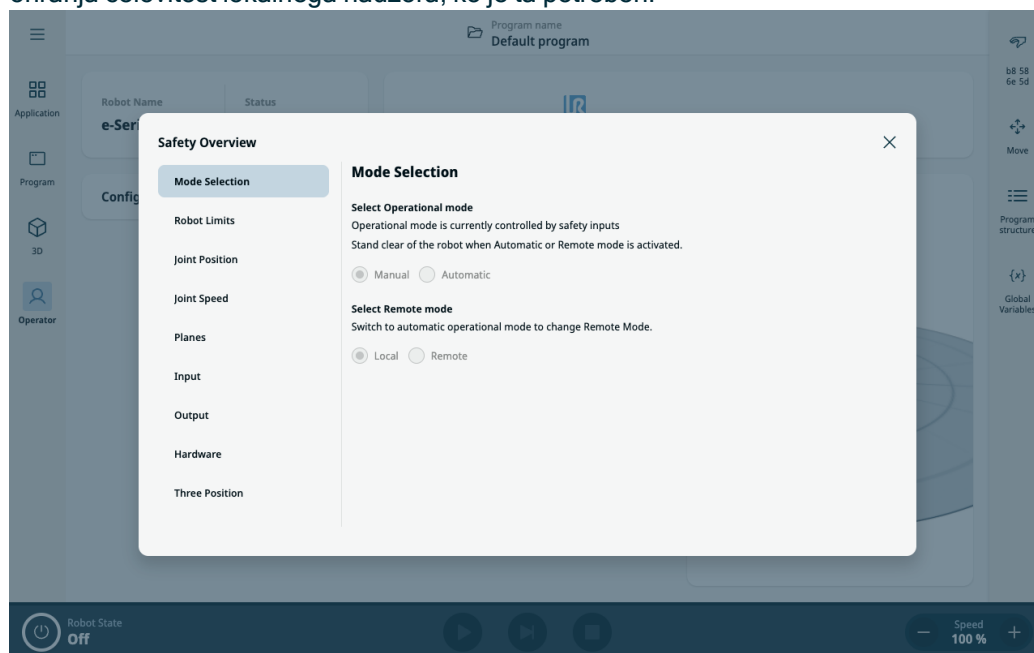 ohranja celovitost lokalnega nadzora, ko je ta potreben.
Program name
Default program
b8 58
6e 5d
Application
Robot Name
Status
e-Seri
Move
Safety Overview
Mode Selection
Mode Selection
Program
Config
Select Operational mode
Operational mode is currently controlled by safety inputs
Stand clear of the robot when Automatic or Remote mode is activated.
Robot Limits
Program
structure
3D
Joint Position
Manual
Automatic
{x}
Global
Variables
Joint Speed
Select Remote mode
Switch to automatic operational mode to change Remote Mode.
Operator
Planes
Local
Remote
Input
Output
Hardware
Three Position
Robot State
Off
Speed
100 %